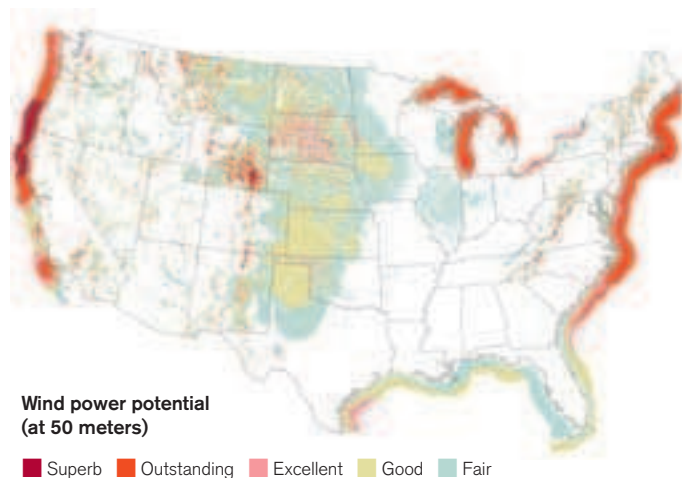 Wind power potential
(at 50 meters)
Superb Outstanding Excellent Good Fair